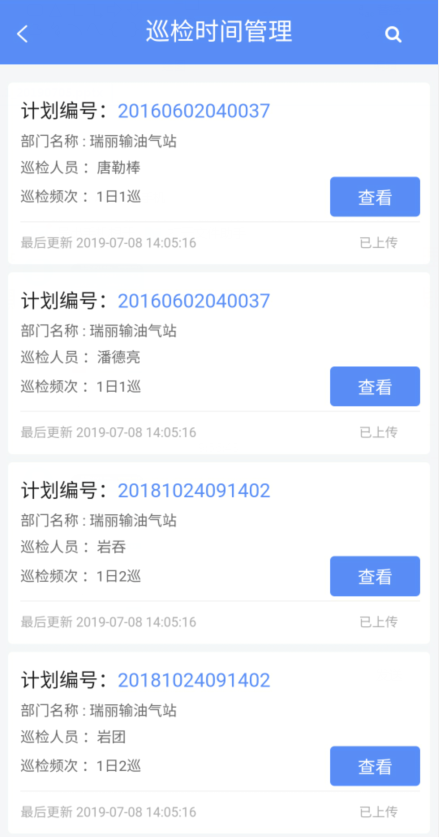 巡检时间管理
计划编号：20160602040037
部门名称 : 瑞丽输油气站
巡检人员 ：唐勒棒
巡检频次 ：1日1巡
查看
最后更新 2019-07-08 14:05:16 已上传
计划编号：20160602040037
部门名称 : 瑞丽输油气站
巡检人员 ：潘德亮
巡检频次 ：1日1巡
查看
最后更新 2019-07-08 14:05:16 已上传
计划编号：20181024091402
部门名称 : 瑞丽输油气站
巡检人员 ：岩吞
巡检频次 ：1日2巡
查看
最后更新 2019-07-08 14:05:16 已上传
计划编号：20181024091402
部门名称 : 瑞丽输油气站
巡检人员 ：岩团
巡检频次 ：1日2巡
查看
最后更新 2019-07-08 14:05:16 已上传